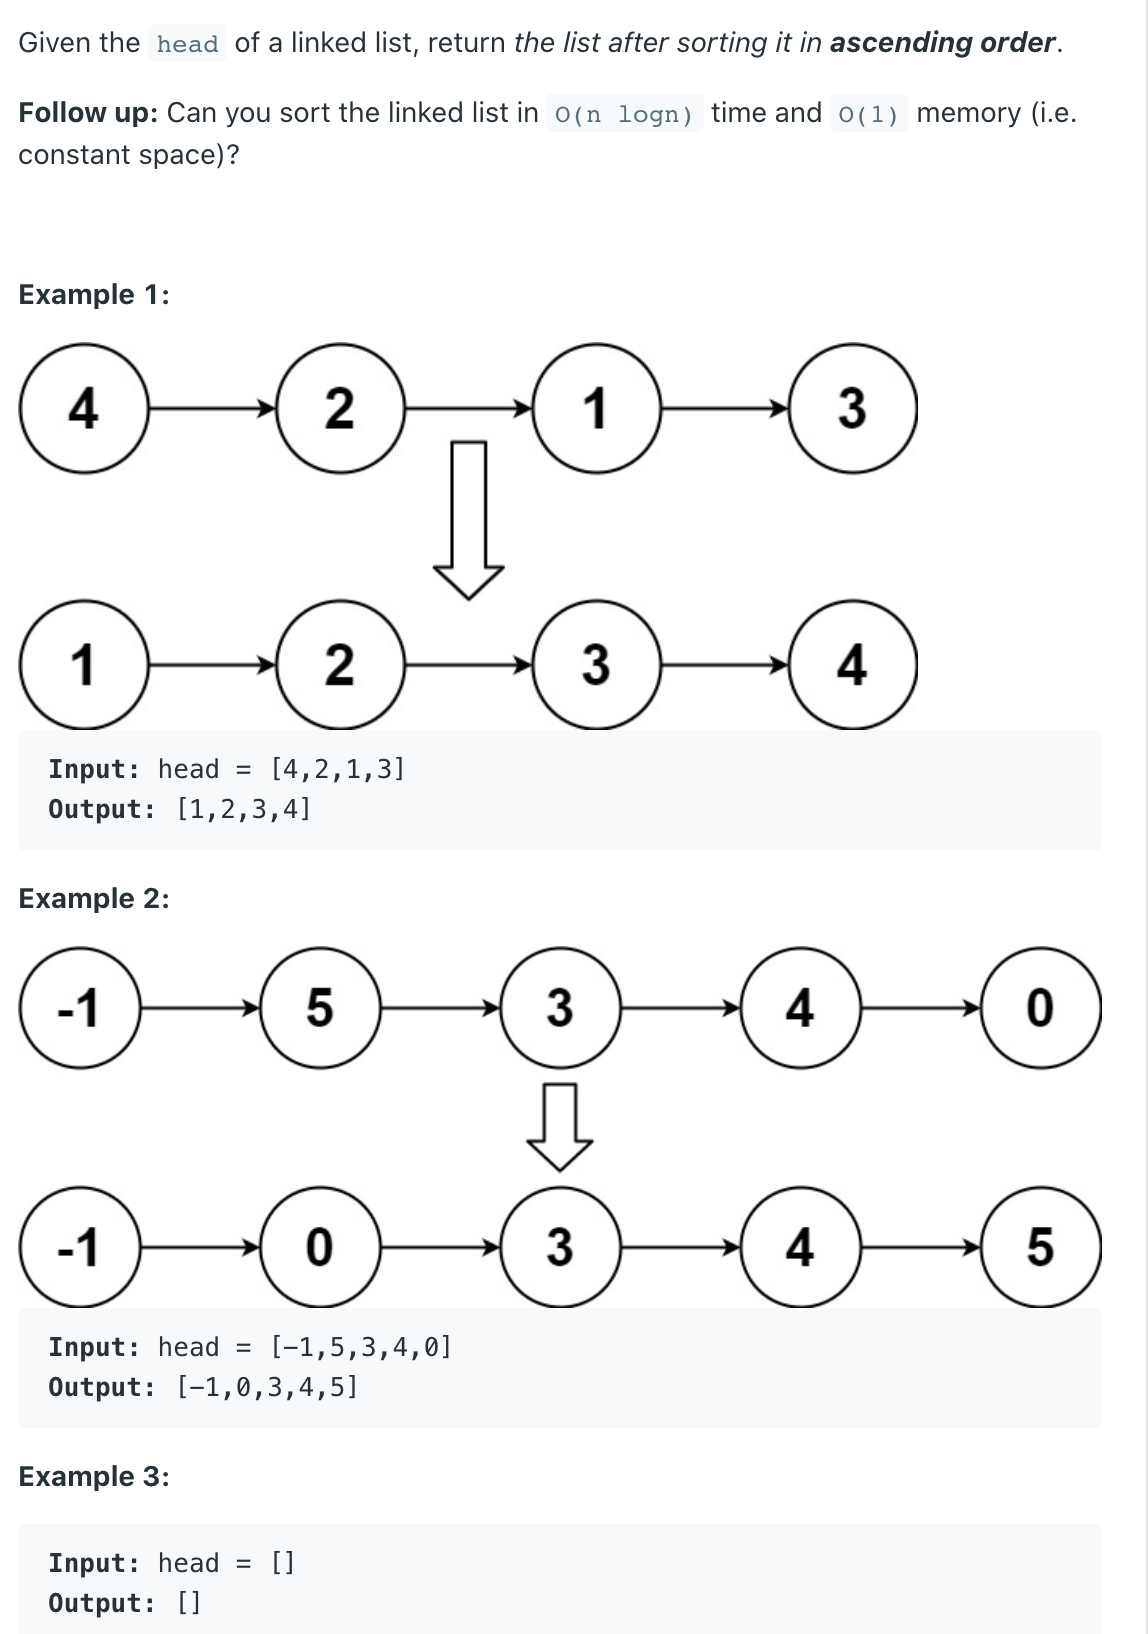 Given the head of a linked list, return the list after sorting it in ascending order.
Follow up: Can you sort the linked list in O(n logn) time and O(1) memory (i.e.
constant space)?
Example 1:
4 2 1 3
1 2 3 4
Input: head = [4,2,1,3]
Output: [1,2,3,4]
Example 2:
-1 5 3 4 0
-1 0 3 4 5
Input: head = [-1,5,3,4,0]
Output: [-1,0,3,4,5]
Example 3:
Input: head = []
Output: []